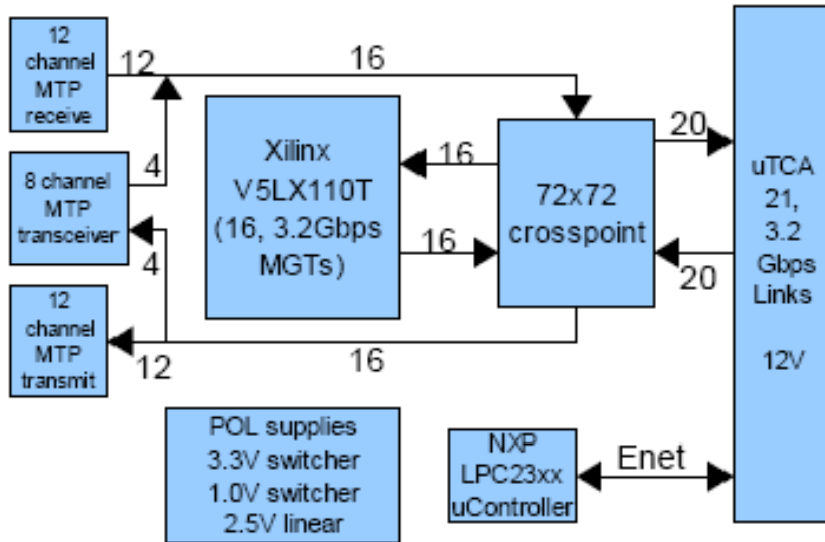 12
channel
MTP
receive
12
16
8 channel
MTP
transceiver
4
4
12
channel
MTP
transmit
12
16
Xilinx
V5LX110T
(16, 3.2Gbps
MGTs)
16
16
72x72
crosspoint
20
20
uTCA
21,
3.2
Gbps
Links
12V
POL supplies
3.3V switcher
1.0V switcher
2.5V linear
NXP
LPC23xx
uController
Enet